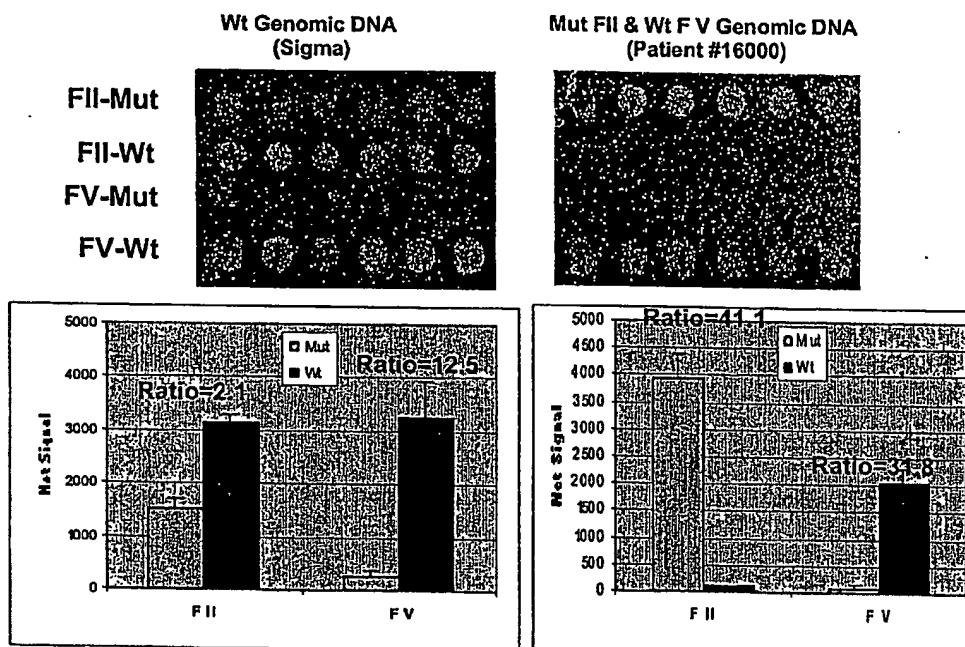 Wt Genomic DNA
(Sigma)
Mut FII & Wt F V Genomic DNA
(Patient #16000)
FII-Mut
FII-Wt
FV-Mut
FV-Wt
5000
4000
3000
2000
1000
0
Net Signal
Mut
Wt
Ratio=2.1
Ratio=12.5
F II
F V
5000
4500
4000
3500
3000
2500
2000
1500
1000
500
0
Net Signal
Ratio=41.1
Mut
Wt
Ratio=31.8
F II
F V